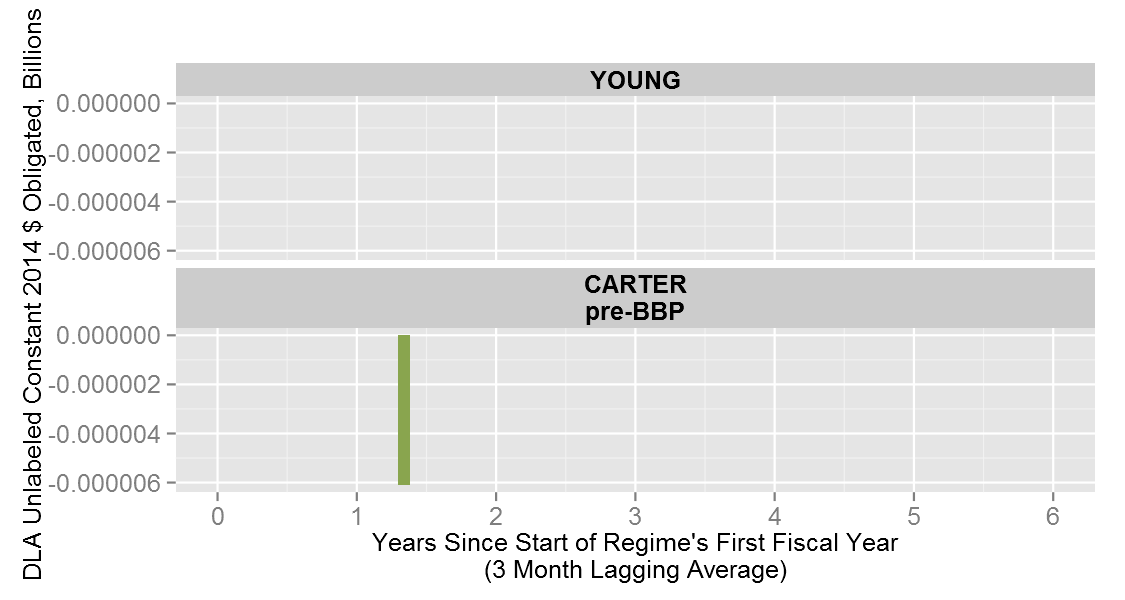 DLA Unlabeled Constant 2014 $ Obligated, Billions
YOUNG
0.000000
-0.000002
-0.000004
-0.000006
CARTER
pre-BBP
0.000000
-0.000002
-0.000004
-0.000006
0 1 2 3 4 5 6
Years Since Start of Regime's First Fiscal Year
(3 Month Lagging Average)